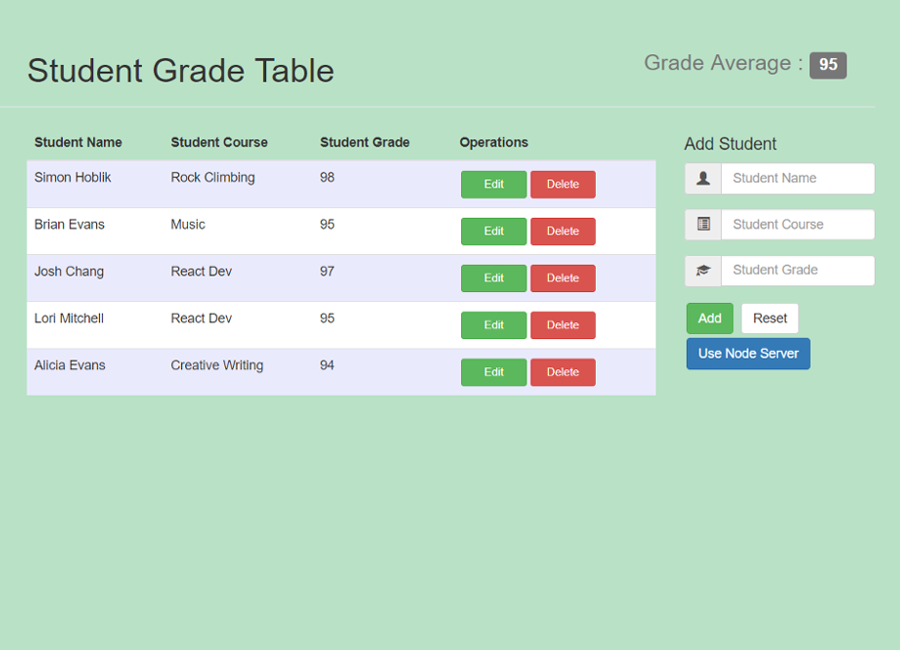 Student Grade Table
Grade Average : 95
Student Name Student Course Student Grade Operations
Simon Hoblik Rock Climbing 98 Edit Delete
Brian Evans Music 95 Edit Delete
Josh Chang React Dev 97 Edit Delete
Lori Mitchell React Dev 95 Edit Delete
Alicia Evans Creative Writing 94 Edit Delete
Add Student
Student Name
Student Course
Student Grade
Add Reset
Use Node Server